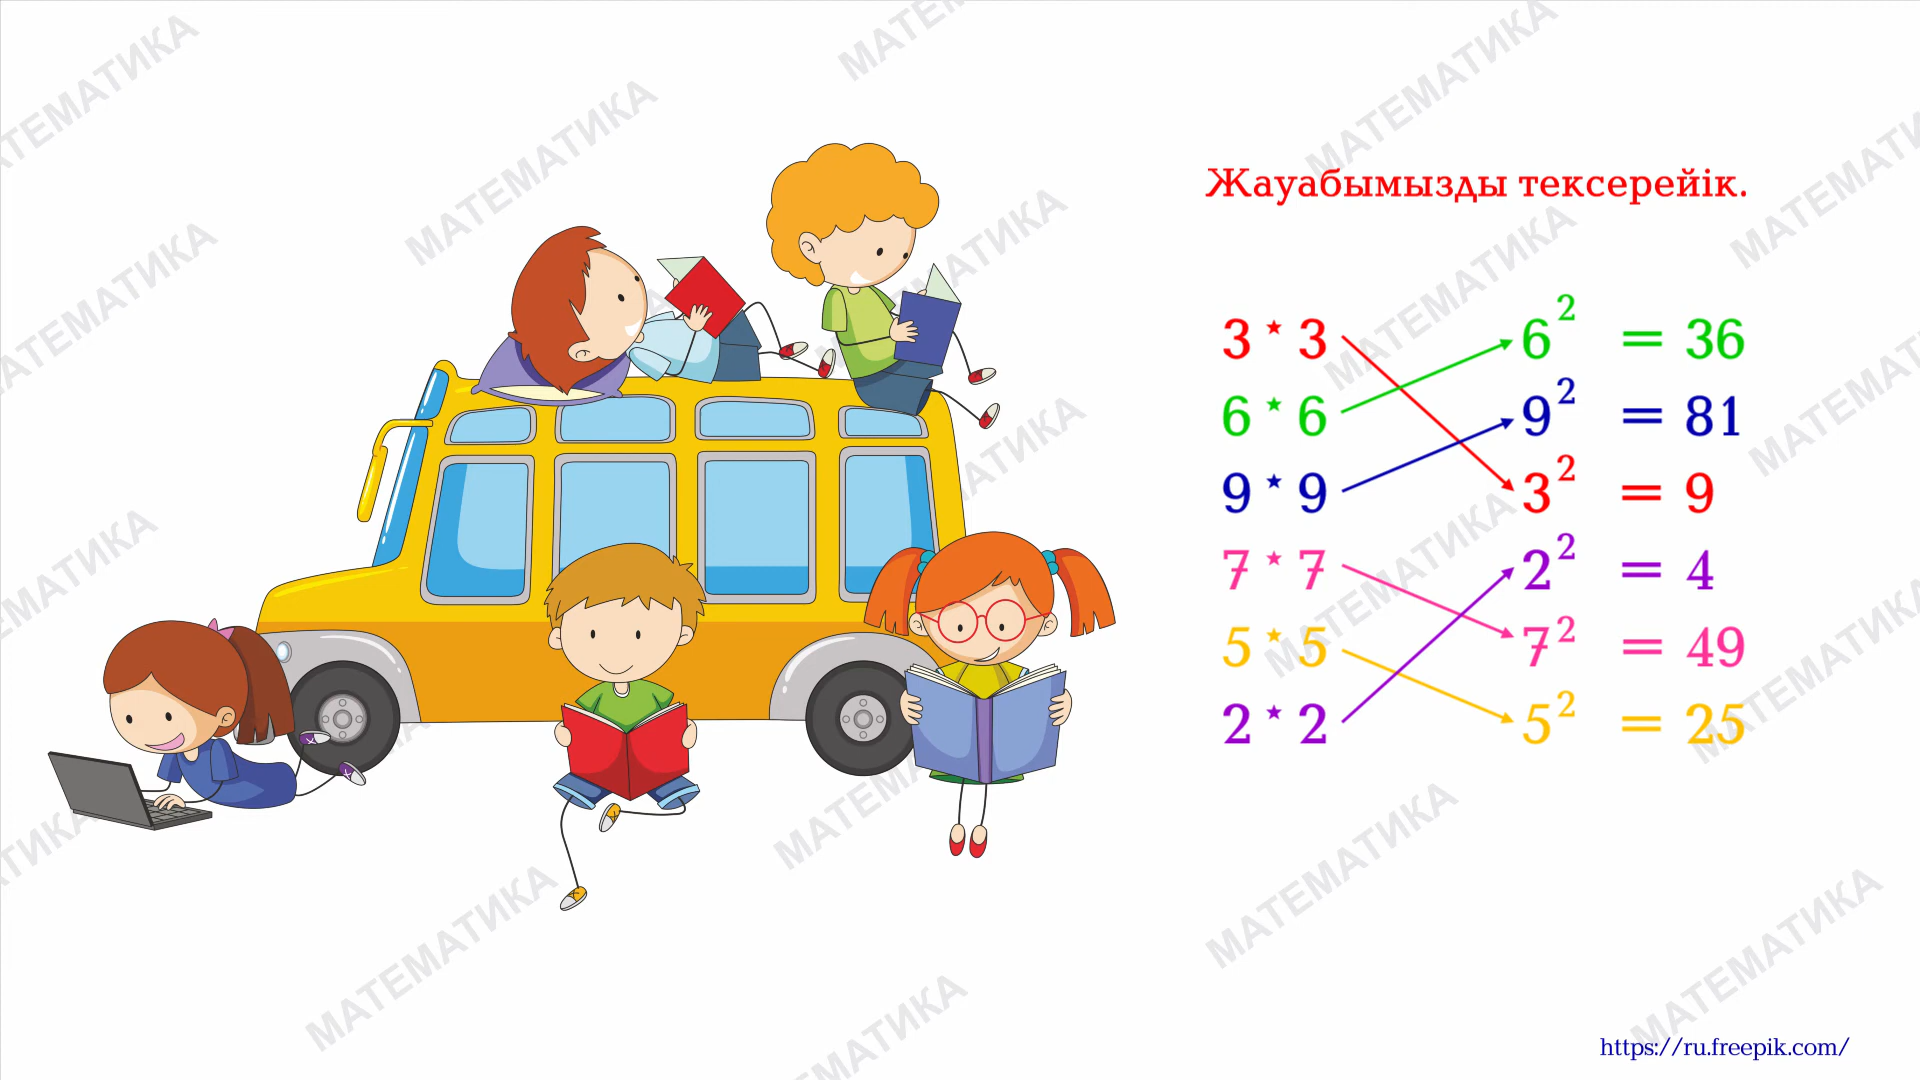 Жауабымызды тексерейік.
3 * 3 6² = 36
6 * 6 9² = 81
9 * 9 3² = 9
7 * 7 2² = 4
5 * 5 7² = 49
2 * 2 5² = 25
https://ru.freepik.com/
МАТЕМАТИКА